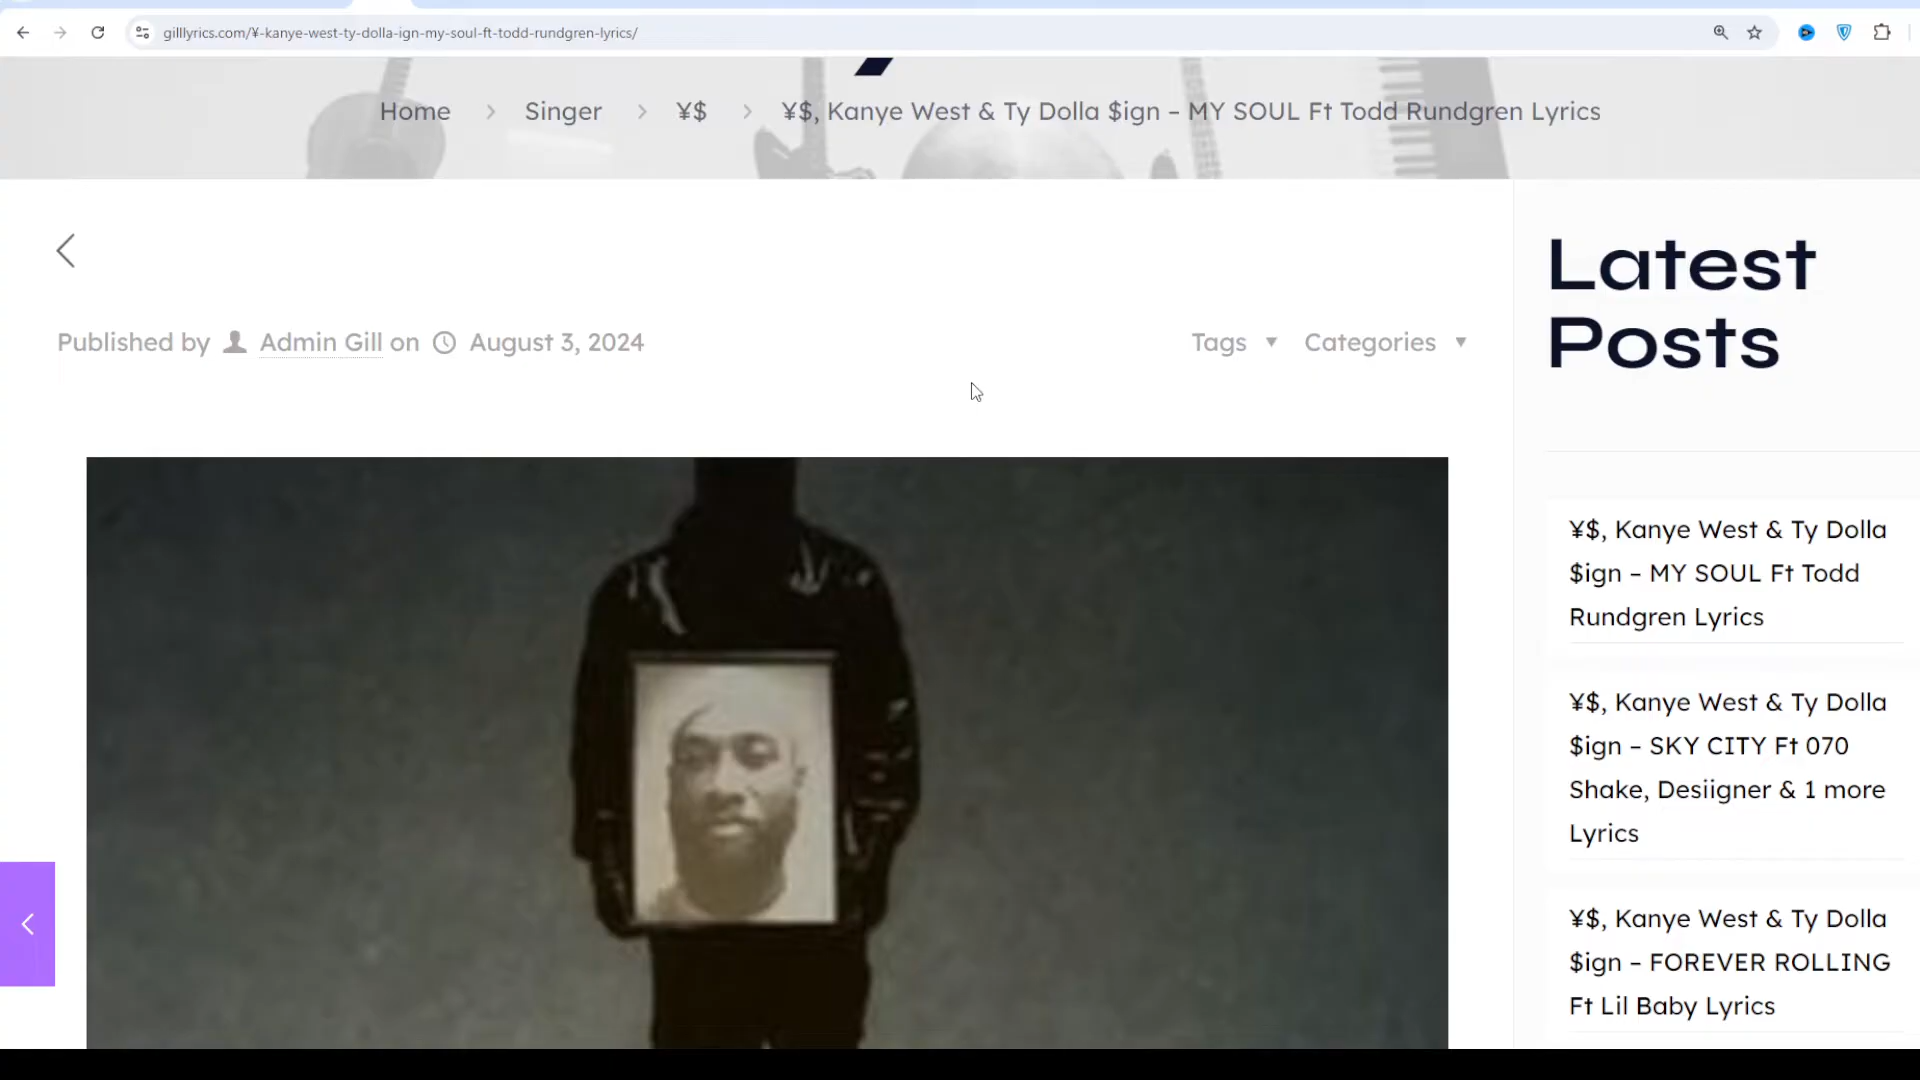 gilllyrics.com/¥-kanye-west-ty-dolla-ign-my-soul-ft-todd-rundgren-lyrics/
Home > Singer > ¥$ > ¥$, Kanye West & Ty Dolla $ign – MY SOUL Ft Todd Rundgren Lyrics
Published by Admin Gill on August 3, 2024
Tags ▼ Categories ▼
Latest
Posts
¥$, Kanye West & Ty Dolla
$ign – MY SOUL Ft Todd
Rundgren Lyrics
¥$, Kanye West & Ty Dolla
$ign – SKY CITY Ft 070
Shake, Desiigner & 1 more
Lyrics
¥$, Kanye West & Ty Dolla
$ign – FOREVER ROLLING
Ft Lil Baby Lyrics